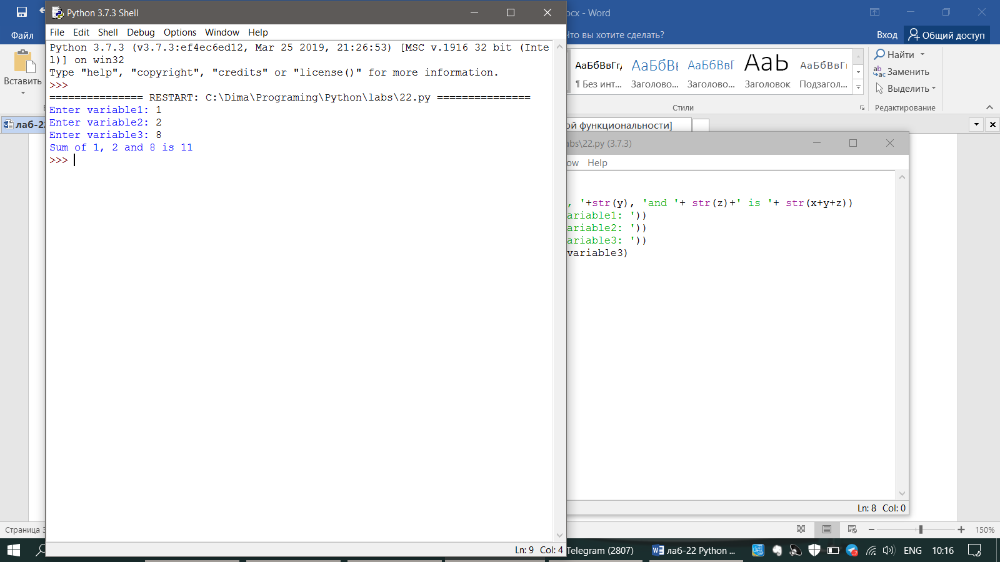 Python 3.7.3 Shell
File Edit Shell Debug Options Window Help
Python 3.7.3 (v3.7.3:ef4ec6ed12, Mar 25 2019, 21:26:53) [MSC v.1916 32 bit (Inte
l)] on win32
Type "help", "copyright", "credits" or "license()" for more information.
>>>
=============== RESTART: C:\Dima\Programing\Python\labs\22.py ===============
Enter variable1: 1
Enter variable2: 2
Enter variable3: 8
Sum of 1, 2 and 8 is 11
>>>
Ln: 9 Col: 4
ocx - Word
Файл
Что вы хотите сделать?
Вход
Общий доступ
Вставить
АаБбВвГг,
АаБбВв
АаБбВвГ
АаЬ
АаБбВвГг
¶ Без инт...
Заголово...
Заголово...
Заголовок
Подзагол...
Стили
Найти
Заменить
Выделить
Редактирование
лаб-22
ой функциональности]
abs\22.py (3.7.3)
ow Help
, '+str(y), 'and '+ str(z)+' is '+ str(x+y+z))
ariable1: '))
ariable2: '))
ariable3: '))
variable3)
Ln: 8 Col: 0
Страница 3
150%
Telegram (2807)
лаб-22 Python ...
ENG
10:16